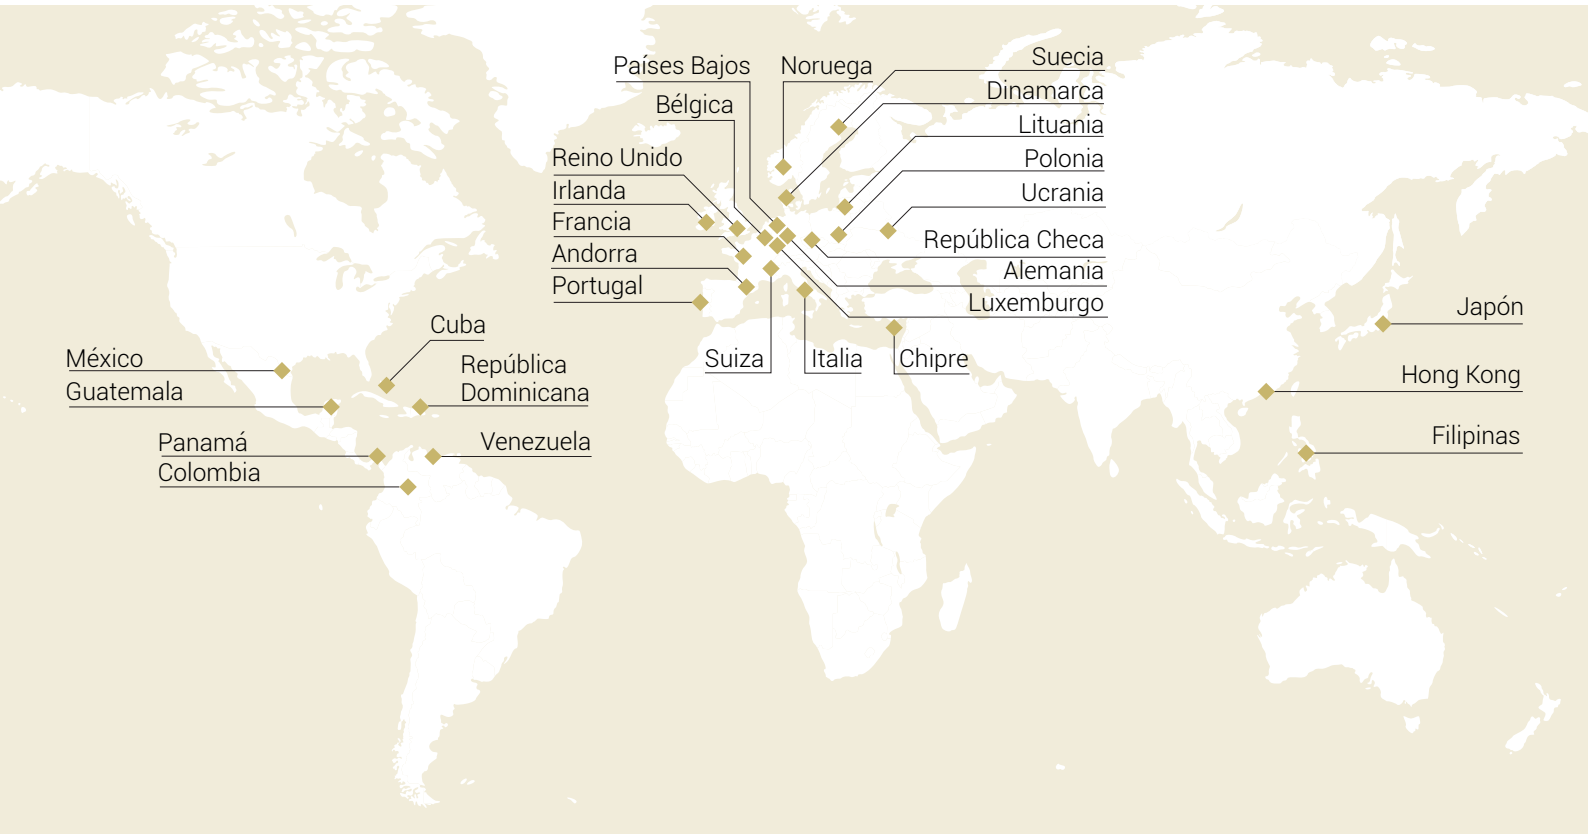 Países Bajos
Noruega
Suecia
Dinamarca
Bélgica
Lituania
Reino Unido
Polonia
Irlanda
Ucrania
Francia
República Checa
Andorra
Alemania
Portugal
Luxemburgo
Japón
Cuba
México
República
Dominicana
Suiza
Italia
Chipre
Hong Kong
Guatemala
Panamá
Venezuela
Filipinas
Colombia